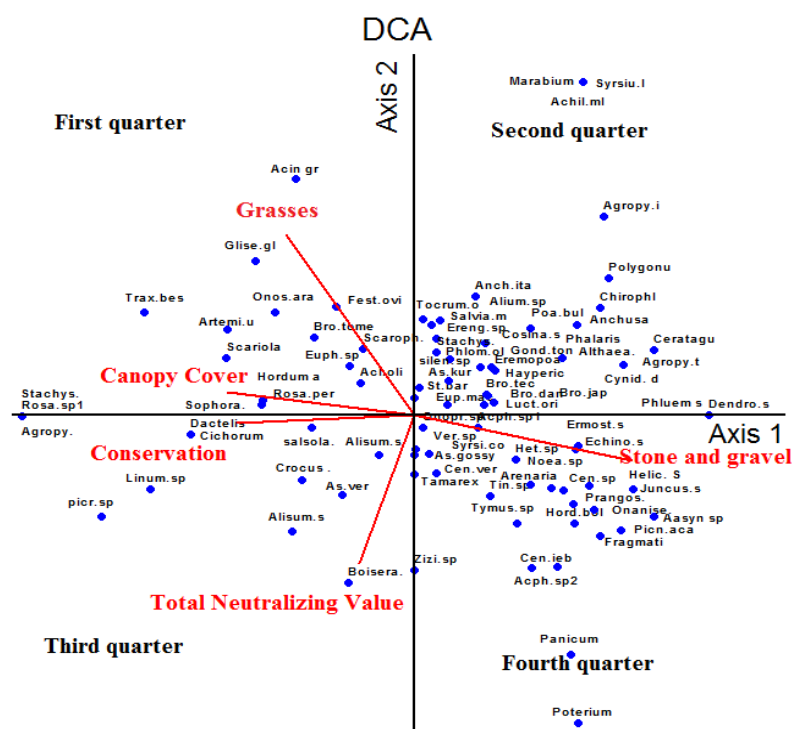 DCA
Axis 2
Marabium Syrsiu.l
Achil.ml
First quarter
Second quarter
Acin gr
Grasses
Agropy.i
Glise.gl
Polygonu
Anch.ita
Trax.bes
Onos.ara
Fest.ovi
Alium.sp
Chirophl
Tocrum.o
Artemi.u
Salvia.m
Poa.bul
Anchusa
Bro.tome
Ereng.sp
Cosina.s
Scaroph.
Stachys.
Phalaris
Ceratagu
Scariola
Euph.sp
Phlom.ol
Gond.ton
Althaea.
silen.sp
Eremopoa
Agropy.t
Canopy Cover
Horduma
Aci.oli
As.kur
Hayperic
Cynid. d
Stachys.
Rosa.per
St.bar
Bro.tec
Bro.dan
Bro.jap
Rosa.sp1
Sophora.
Eup.ma
Luct.ori
Phluem s
Dendro.s
Agropy.
Dactelis
Acph.sp1
Ermost.s
Axis 1
Cichorum
salsola.
Ver.sp
Conservation
Alisum.s
Syrsi.co
Het.sp
Echino.s
Stone and gravel
As.gossy
Noea.sp
Crocus .
Cen.ver
Linum.sp
Tamarex
Arenaria
Cen.sp
Helic. S
As.ver
Tin.sp
Juncus.s
picr.sp
Prangos.
Tymus.sp
Hord.bol
Onanise.
Aasyn sp
Alisum.s
Picn.aca
Fragmati
Zizi.sp
Cen.ieb
Boisera.
Acph.sp2
Total Neutralizing Value
Third quarter
Panicum
Fourth quarter
Poterium